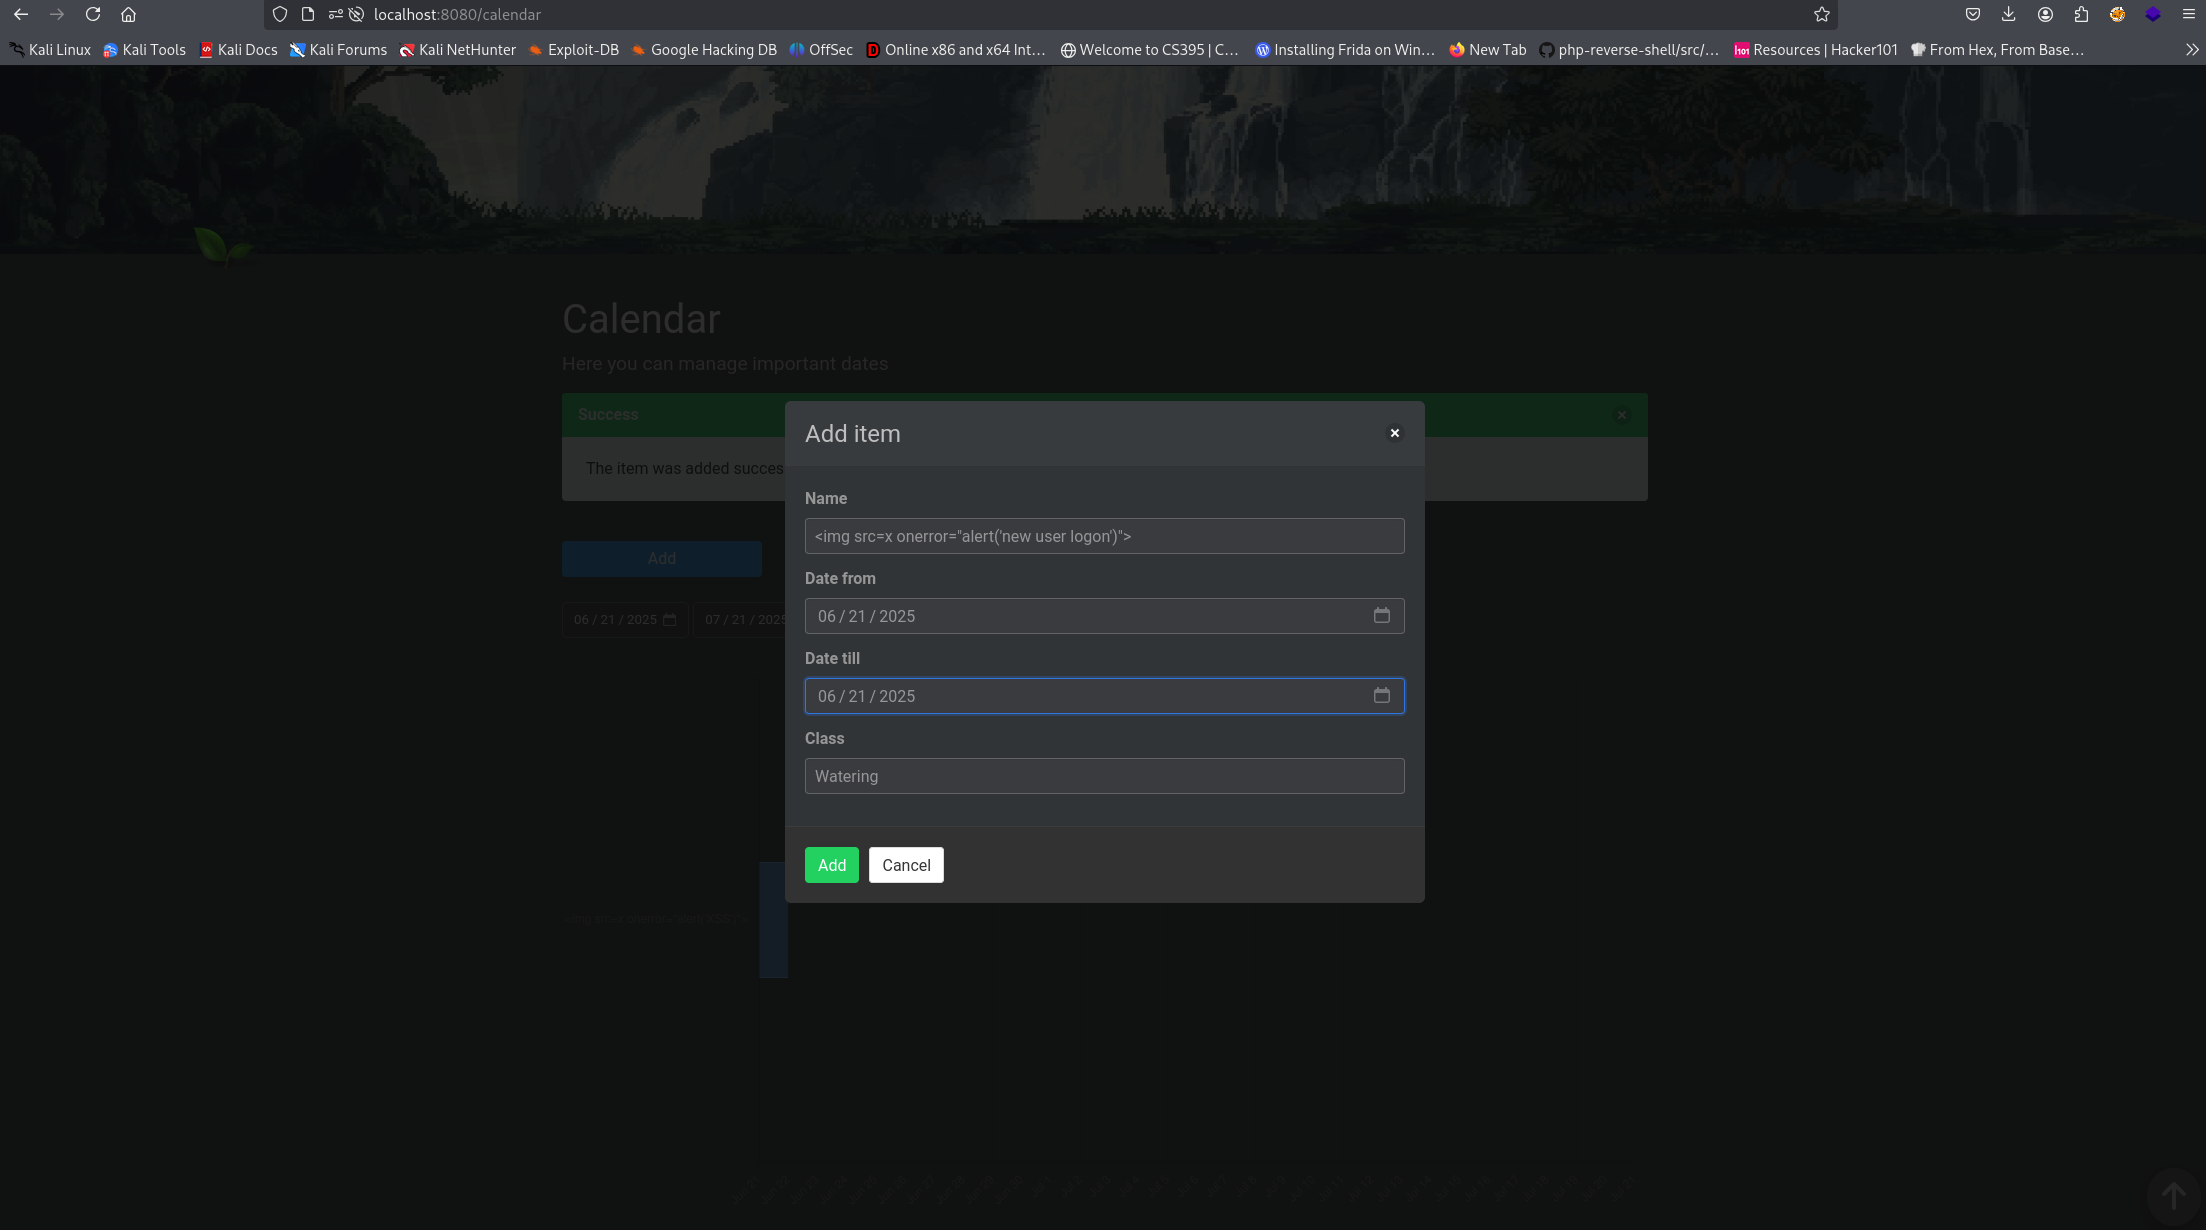 localhost:8080/calendar
Kali Linux Kali Tools Kali Docs Kali Forums Kali NetHunter Exploit-DB Google Hacking DB OffSec Online x86 and x64 Int… Welcome to CS395 | C… Installing Frida on Win… New Tab php-reverse-shell/src/… Resources | Hacker101 From Hex, From Base…
Calendar
Here you can manage important dates
Success
The item was added succes
Add
06 / 21 / 2025 07 / 21 / 2025
Add item
Name
<img src=x onerror="alert('new user logon')">
Date from
06 / 21 / 2025
Date till
06 / 21 / 2025
Class
Watering
Add Cancel